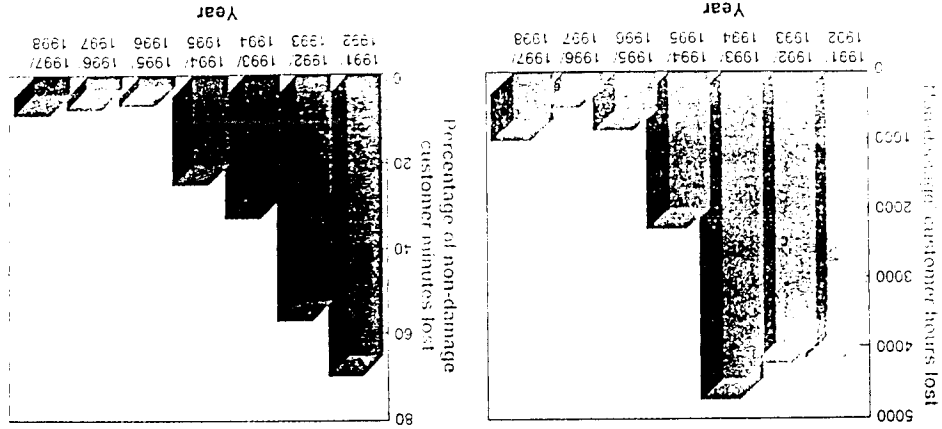 customer hours lost
5000
4000
3000
2000
1000
0
1991/ 1992/ 1993/ 1994/ 1995/ 1996/ 1997/
1992 1993 1994 1995 1996 1997 1998
Year
Percentage of non-damage
customer minutes lost
80
60
40
20
0
1991/ 1992/ 1993/ 1994/ 1995/ 1996/ 1997/
1992 1993 1994 1995 1996 1997 1998
Year